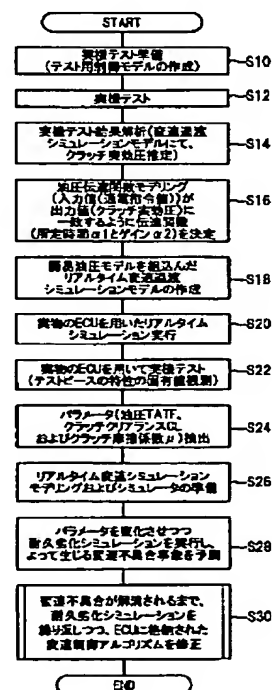 START
実機テスト準備
(テスト用制御モデルの作成)
S10
実機テスト
S12
実機テスト結果解析(変速過渡
シミュレーションモデルにて、
クラッチ実効圧推定)
S14
油圧伝達関数モデリング
(入力値(通電指令値))が
出力値(クラッチ実効圧)に
一致するように伝達関数
(所定時間α1とゲインα2)を決定
S16
簡易油圧モデルを組込んだ
リアルタイム変速過渡
シミュレーションモデルの作成
S18
実物のECUを用いたリアルタイム
シミュレーション実行
S20
実物のECUを用いて実機テスト
(テストピースの特性の固有値観測)
S22
パラメータ(油圧TATF、
クラッチクリアランスCL
およびクラッチ摩擦係数μ)抽出
S24
リアルタイム変速シミュレーション
モデリングおよびシミュレータの準備
S26
パラメータを変化させつつ
耐久劣化シミュレーションを実行し、
よって生じる変速不具合事象を予測
S28
変速不具合が解消されるまで、
耐久劣化シミュレーションを
繰り返しつつ、ECUに格納された
変速制御アルゴリズムを修正
S30
END